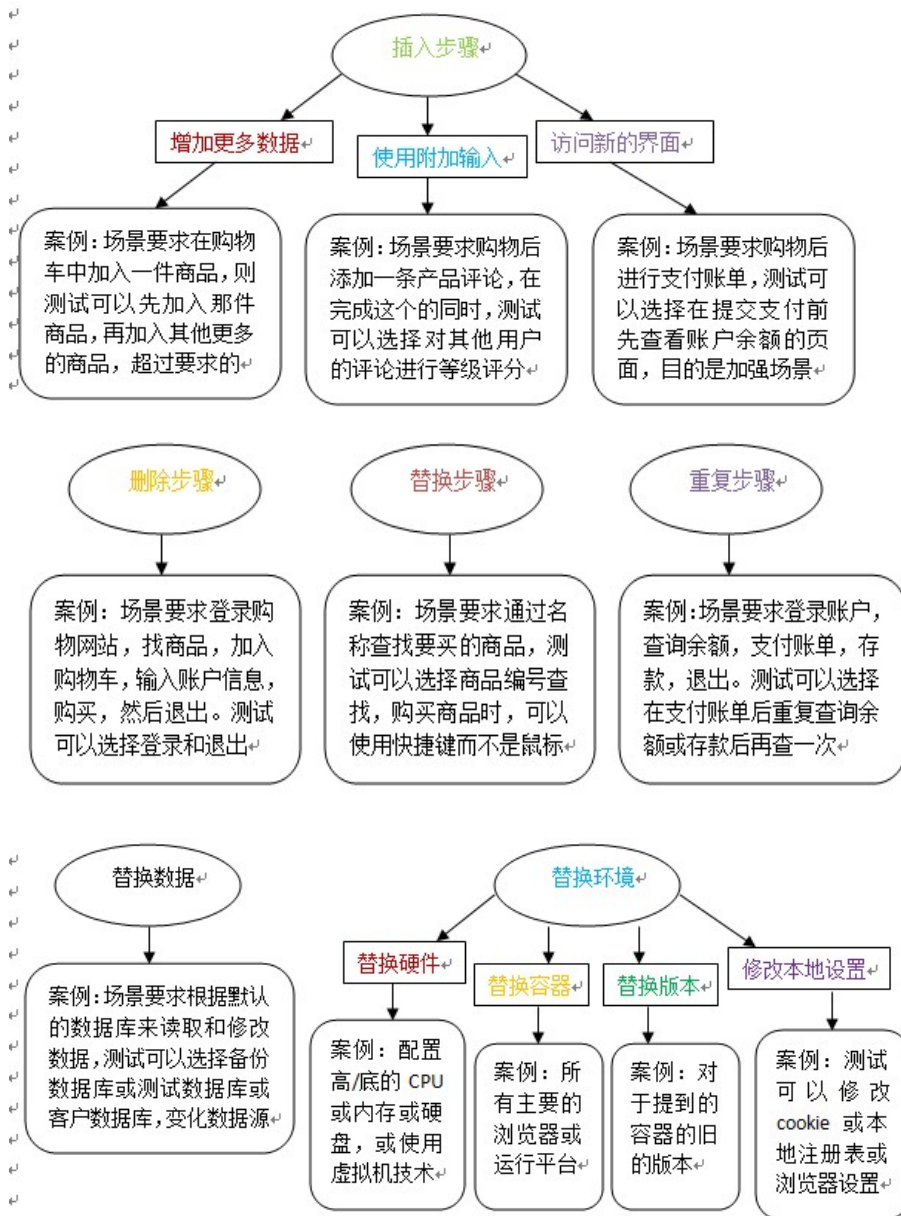 插入步骤
增加更多数据
使用附加输入
访问新的界面
案例：场景要求在购物
车中加入一件商品，则
测试可以先加入那件
商品，再加入其他更多
的商品，超过要求的
案例：场景要求购物后
添加一条产品评论，在
完成这个的同时，测试
可以选择对其他用户
的评论进行等级评分
案例：场景要求购物后
进行支付账单，测试可
以选择在提交支付前
先查看账户余额的页
面，目的是加强场景
删除步骤
替换步骤
重复步骤
案例：场景要求登录购
物网站，找商品，加入
购物车，输入账户信息，
购买，然后退出。测试
可以选择登录和退出
案例：场景要求通过名
称查找要买的商品，测
试可以选择商品编号查
找，购买商品时，可以
使用快捷键而不是鼠标
案例：场景要求登录账户，
查询余额，支付账单，存
款，退出。测试可以选择
在支付账单后重复查询余
额或存款后再查一次
替换数据
替换环境
案例：场景要求根据默认
的数据库来读取和修改
数据，测试可以选择备份
数据库或测试数据库或
客户数据库，变化数据源
替换硬件
替换容器
替换版本
修改本地设置
案例：配置
高/底的 CPU
或内存或硬
盘，或使用
虚拟机技术
案例：所
有主要的
浏览器或
运行平台
案例：对
于提到的
容器的旧
的版本
案例：测试
可以修改
cookie 或本
地注册表或
浏览器设置